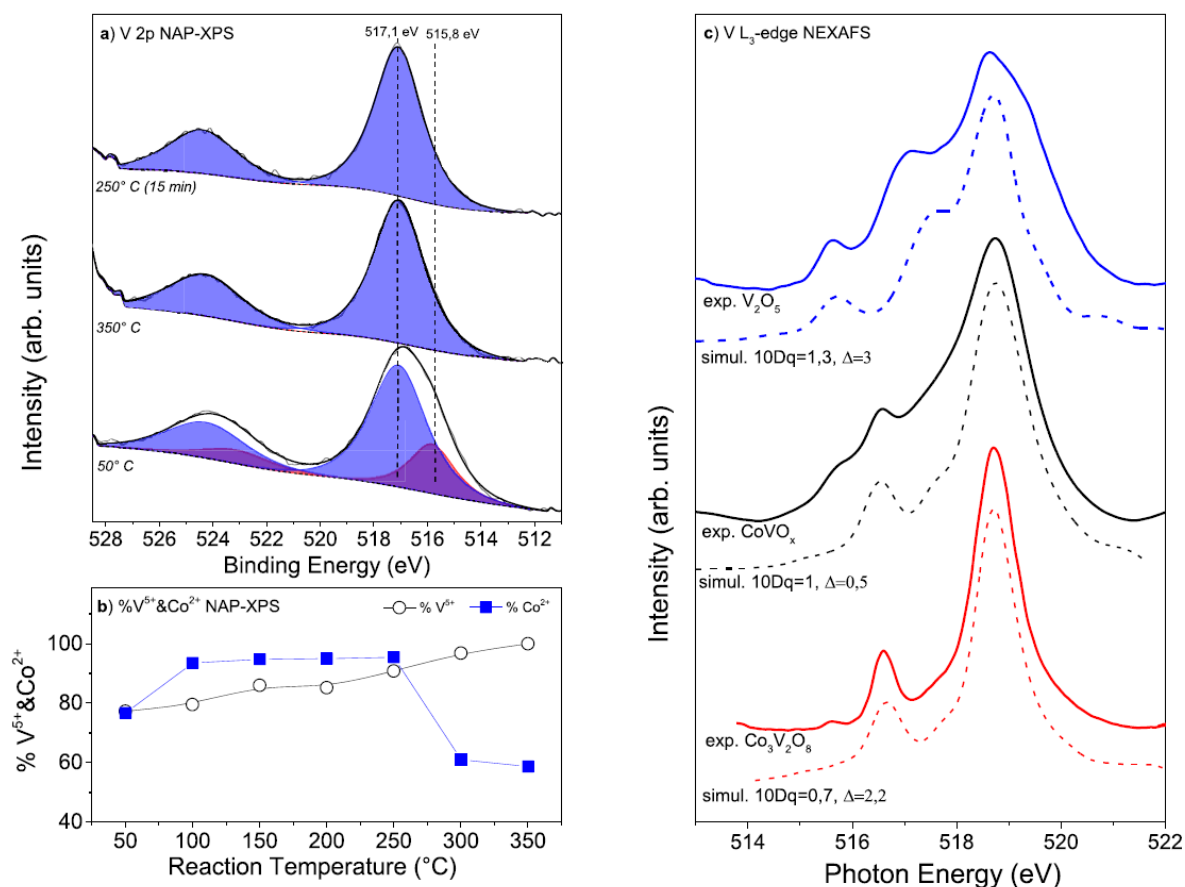 a) V 2p NAP-XPS
517,1 eV
515,8 eV
250° C (15 min)
350° C
50° C
Intensity (arb. units)
528 526 524 522 520 518 516 514 512
Binding Energy (eV)
b) %V⁵⁺&Co²⁺ NAP-XPS
% V⁵⁺
% Co²⁺
100
80
60
40
% V⁵⁺&Co²⁺
50 100 150 200 250 300 350
Reaction Temperature (°C)
c) V L₃-edge NEXAFS
exp. V₂O₅
simul. 10Dq=1,3, Δ=3
exp. CoVOₓ
simul. 10Dq=1, Δ=0,5
exp. Co₃V₂O₈
simul. 10Dq=0,7, Δ=2,2
Intensity (arb. units)
514 516 518 520 522
Photon Energy (eV)